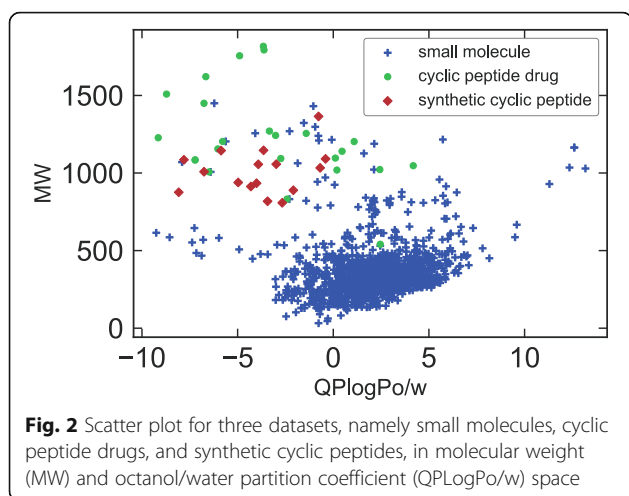 small molecule
cyclic peptide drug
synthetic cyclic peptide
1500
1000
500
0
MW
−10 −5 0 5 10
QPlogPo/w
Fig. 2 Scatter plot for three datasets, namely small molecules, cyclic
peptide drugs, and synthetic cyclic peptides, in molecular weight
(MW) and octanol/water partition coefficient (QPLogPo/w) space